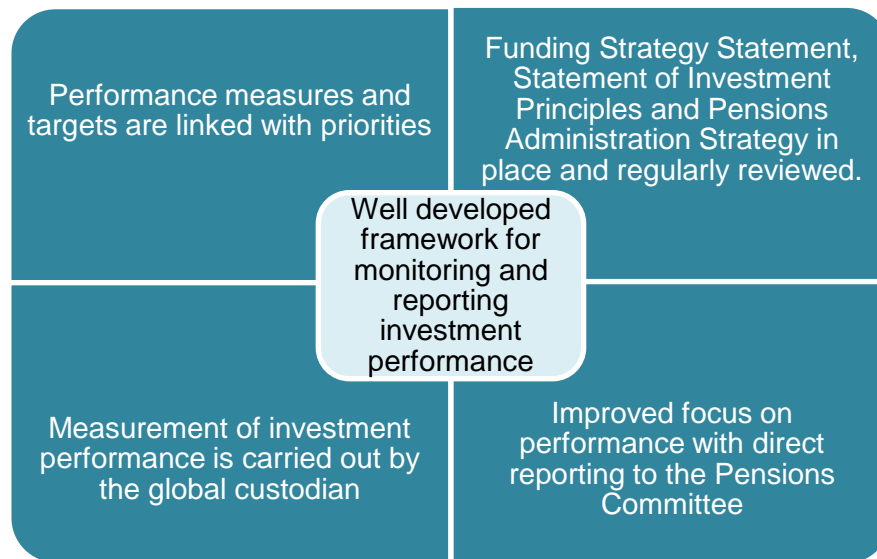 Performance measures and
targets are linked with priorities
Funding Strategy Statement,
Statement of Investment
Principles and Pensions
Administration Strategy in
place and regularly reviewed.
Well developed
framework for
monitoring and
reporting
investment
performance
Measurement of investment
performance is carried out by
the global custodian
Improved focus on
performance with direct
reporting to the Pensions
Committee